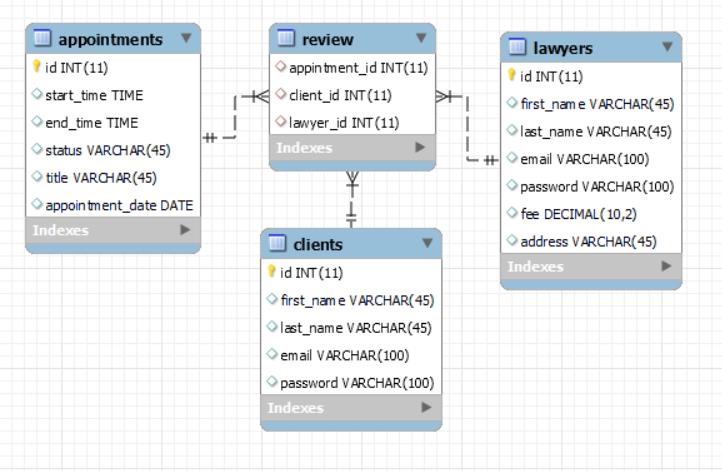 appointments
id INT(11)
start_time TIME
end_time TIME
status VARCHAR(45)
title VARCHAR(45)
appointment_date DATE
Indexes
review
appintment_id INT(11)
client_id INT(11)
lawyer_id INT(11)
Indexes
lawyers
id INT(11)
first_name VARCHAR(45)
last_name VARCHAR(45)
email VARCHAR(100)
password VARCHAR(100)
fee DECIMAL(10,2)
address VARCHAR(45)
Indexes
clients
id INT(11)
first_name VARCHAR(45)
last_name VARCHAR(45)
email VARCHAR(100)
password VARCHAR(100)
Indexes